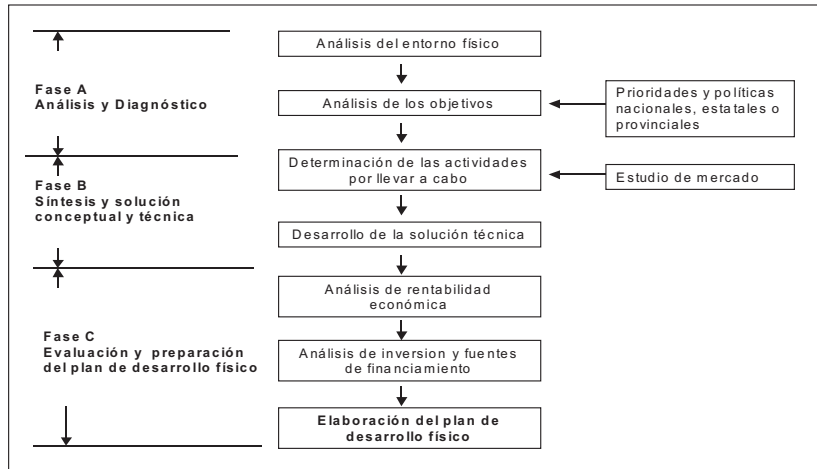 Análisis del entorno físico
Fase A
Análisis y Diagnóstico
Análisis de los objetivos
Prioridades y políticas
nacionales, estatales o
provinciales
Determinación de las actividades
por llevar a cabo
Estudio de mercado
Fase B
Síntesis y solución
conceptual y técnica
Desarrollo de la solución técnica
Análisis de rentabilidad
económica
Fase C
Evaluación y preparación
del plan de desarrollo físico
Análisis de inversion y fuentes
de financiamiento
Elaboración del plan de
desarrollo físico